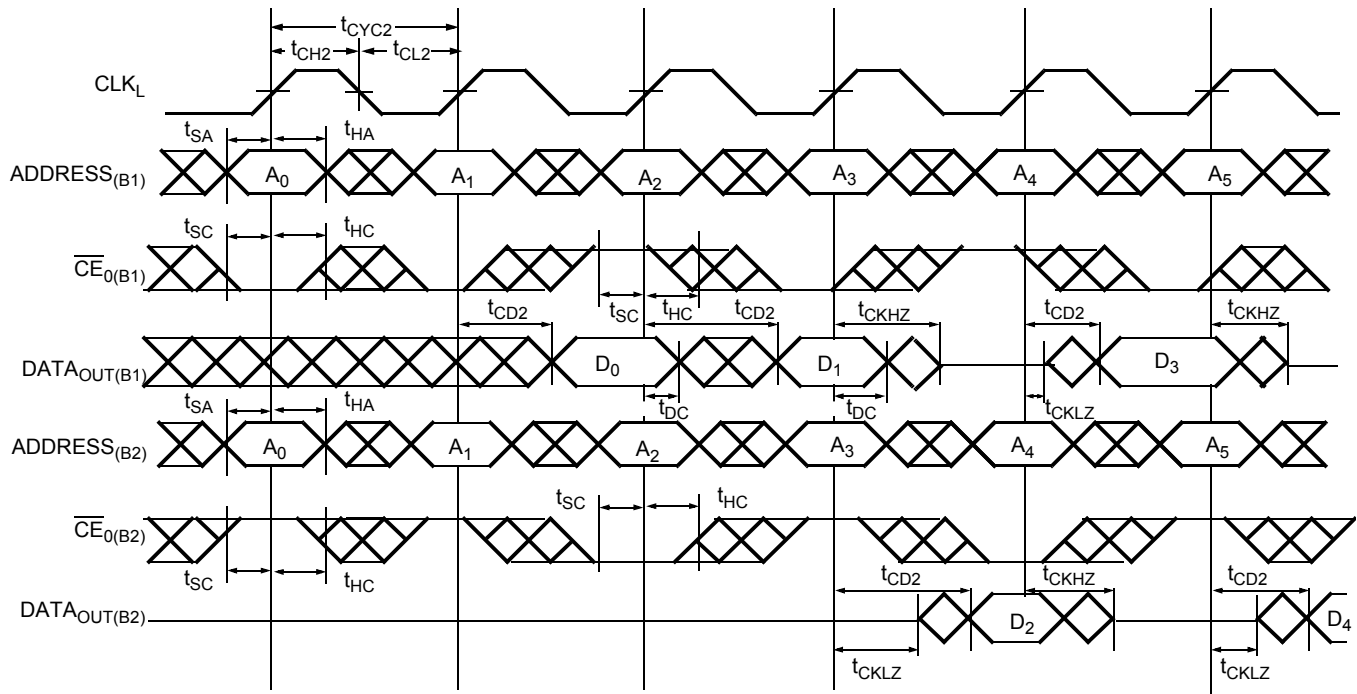 tCYC2
tCH2 tCL2
CLKL
tSA tHA
ADDRESS(B1) A0 A1 A2 A3 A4 A5
tSC tHC
CE0(B1)
tCD2 tSC tHC tCD2 tCKHZ tCD2 tCKHZ
DATAOUT(B1) D0 D1 D3
tSA tHA tDC tDC tCKLZ
ADDRESS(B2) A0 A1 A2 A3 A4 A5
tSC tHC
CE0(B2)
tSC tHC tCD2 tCKHZ tCD2
DATAOUT(B2) D2 D4
tCKLZ tCKLZ